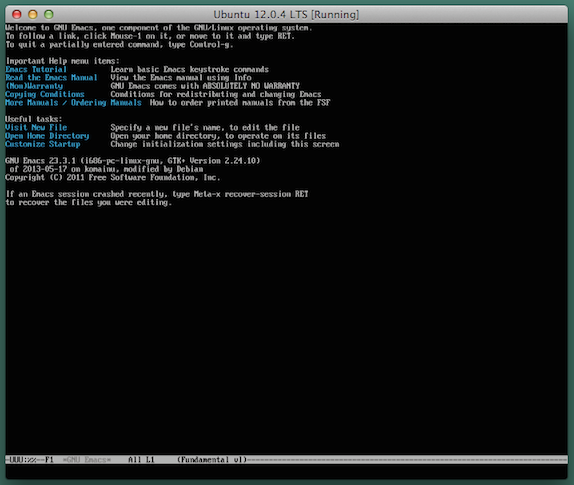 Ubuntu 12.0.4 LTS [Running]
Welcome to GNU Emacs, one component of the GNU/Linux operating system.
To follow a link, click Mouse-1 on it, or move to it and type RET.
To quit a partially entered command, type Control-g.
Important Help menu items:
Emacs Tutorial Learn basic Emacs keystroke commands
Read the Emacs Manual View the Emacs manual using Info
(Non)Warranty GNU Emacs comes with ABSOLUTELY NO WARRANTY
Copying Conditions Conditions for redistributing and changing Emacs
More Manuals / Ordering Manuals How to order printed manuals from the FSF
Useful tasks:
Visit New File Specify a new file's name, to edit the file
Open Home Directory Open your home directory, to operate on its files
Customize Startup Change initialization settings including this screen
GNU Emacs 23.3.1 (i686-pc-linux-gnu, GTK+ Version 2.24.10)
of 2013-05-17 on komainu, modified by Debian
Copyright (C) 2011 Free Software Foundation, Inc.
If an Emacs session crashed recently, type Meta-x recover-session RET
to recover the files you were editing.
-UUU:%%--F1 *GNU Emacs* All L1 (Fundamental vl)